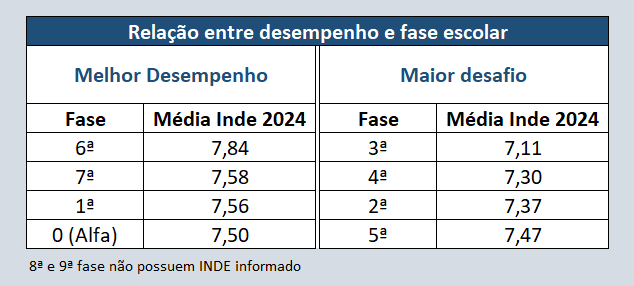 Relação entre desempenho e fase escolar
Melhor Desempenho Maior desafio
Fase Média Inde 2024 Fase Média Inde 2024
6ª 7,84 3ª 7,11
7ª 7,58 4ª 7,30
1ª 7,56 2ª 7,37
0 (Alfa) 7,50 5ª 7,47
8ª e 9ª fase não possuem INDE informado